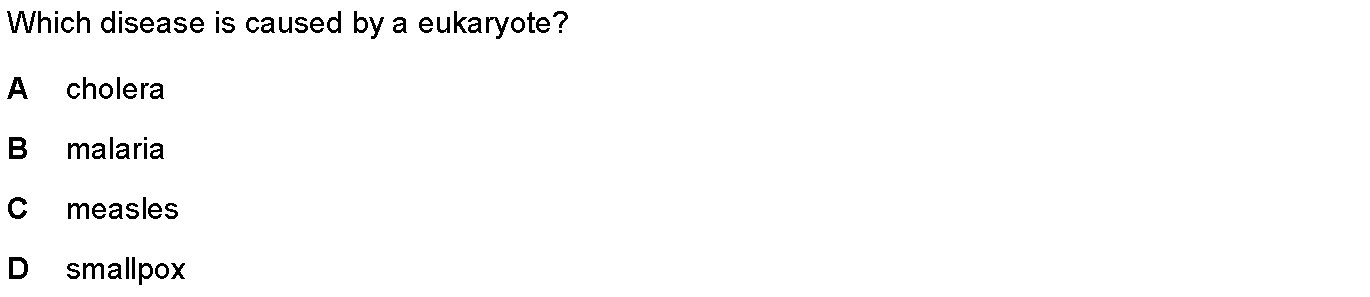 Which disease is caused by a eukaryote?
A cholera
B malaria
C measles
D smallpox